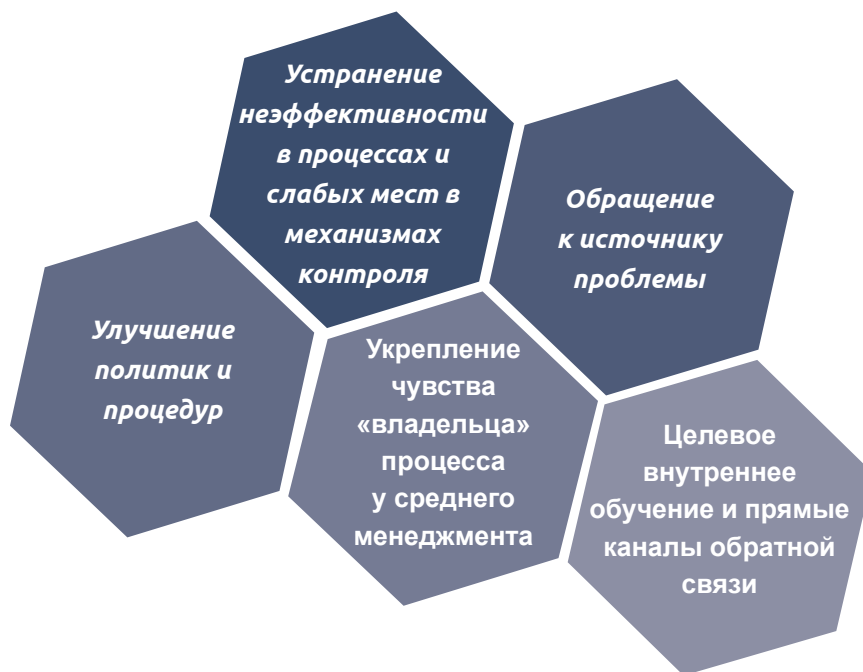 Устранение
неэффективности
в процессах и
слабых мест в
механизмах
контроля
Обращение
к источнику
проблемы
Улучшение
политик и
процедур
Укрепление
чувства
«владельца»
процесса
у среднего
менеджмента
Целевое
внутреннее
обучение и прямые
каналы обратной
связи